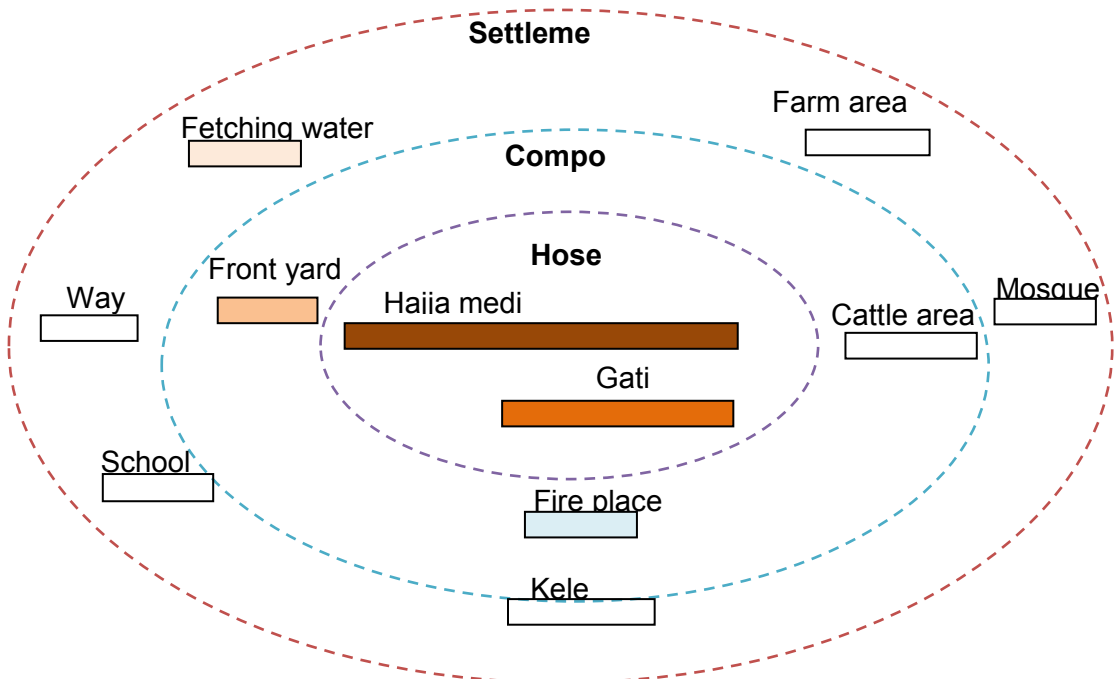 Settleme
Farm area
Fetching water
Compo
Hose
Front yard
Way
Haiia medi
Mosque
Cattle area
Gati
School
Fire place
Kele